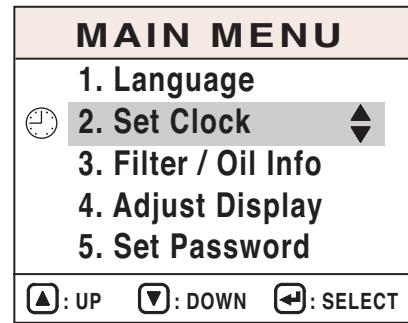 MAIN MENU
1. Language
2. Set Clock
3. Filter / Oil Info
4. Adjust Display
5. Set Password
: UP : DOWN : SELECT